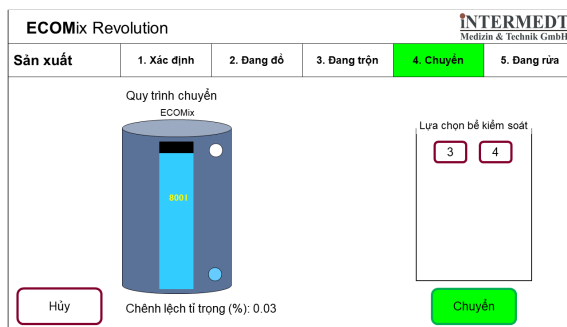 ECOMix Revolution
INTERMEDT
Medizin & Technik GmbH
Sản xuất
1. Xác định
2. Đang đổ
3. Đang trộn
4. Chuyển
5. Đang rửa
Quy trình chuyển
ECOMix
Lựa chọn bể kiểm soát
3
4
800l
Hủy
Chênh lệch tỉ trọng (%): 0.03
Chuyển